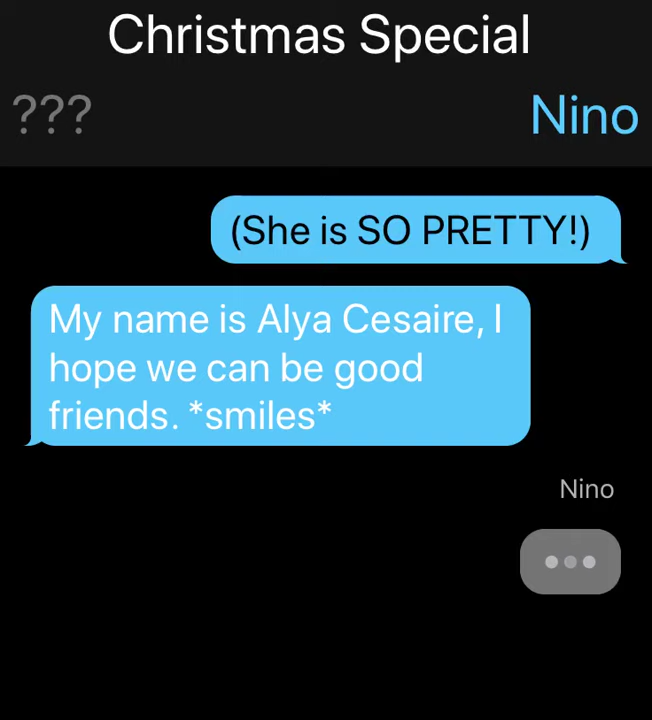 Christmas Special
??? Nino
(She is SO PRETTY!)
My name is Alya Cesaire, I
hope we can be good
friends. *smiles*
Nino